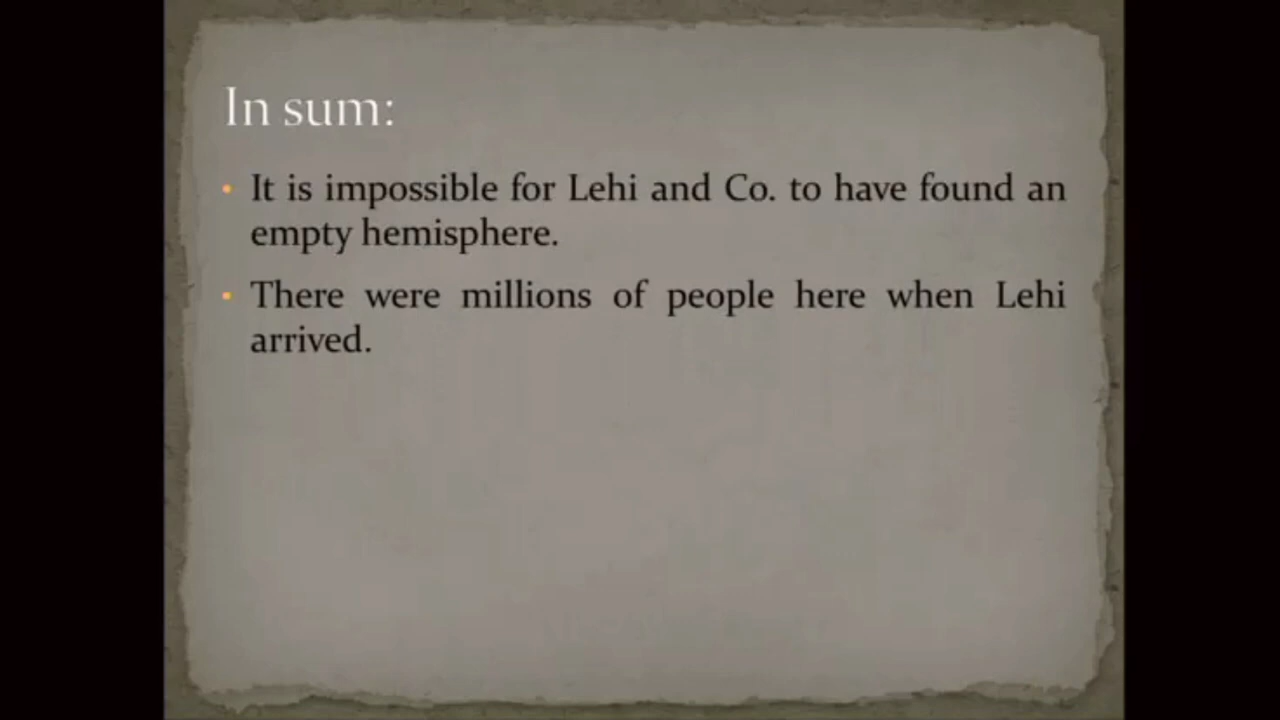 In sum:
• It is impossible for Lehi and Co. to have found an
empty hemisphere.
• There were millions of people here when Lehi
arrived.